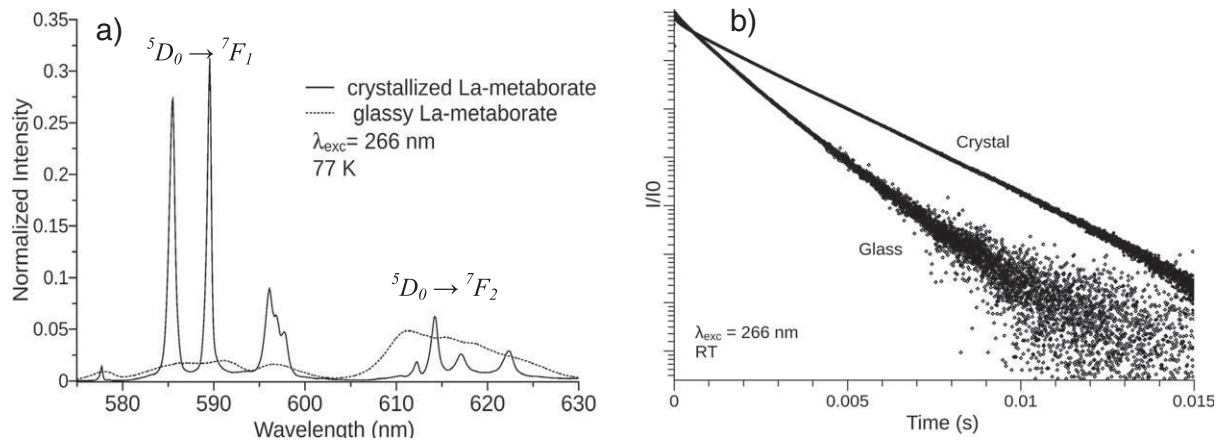 a)
⁵D₀ → ⁷F₁
crystallized La-metaborate
glassy La-metaborate
λexc= 266 nm
77 K
⁵D₀ → ⁷F₂
Normalized Intensity
0.35
0.3
0.25
0.2
0.15
0.1
0.05
0
580
590
600
610
620
630
Wavelength (nm)
b)
Crystal
Glass
λexc = 266 nm
RT
I/I0
0
0.005
0.01
0.015
Time (s)